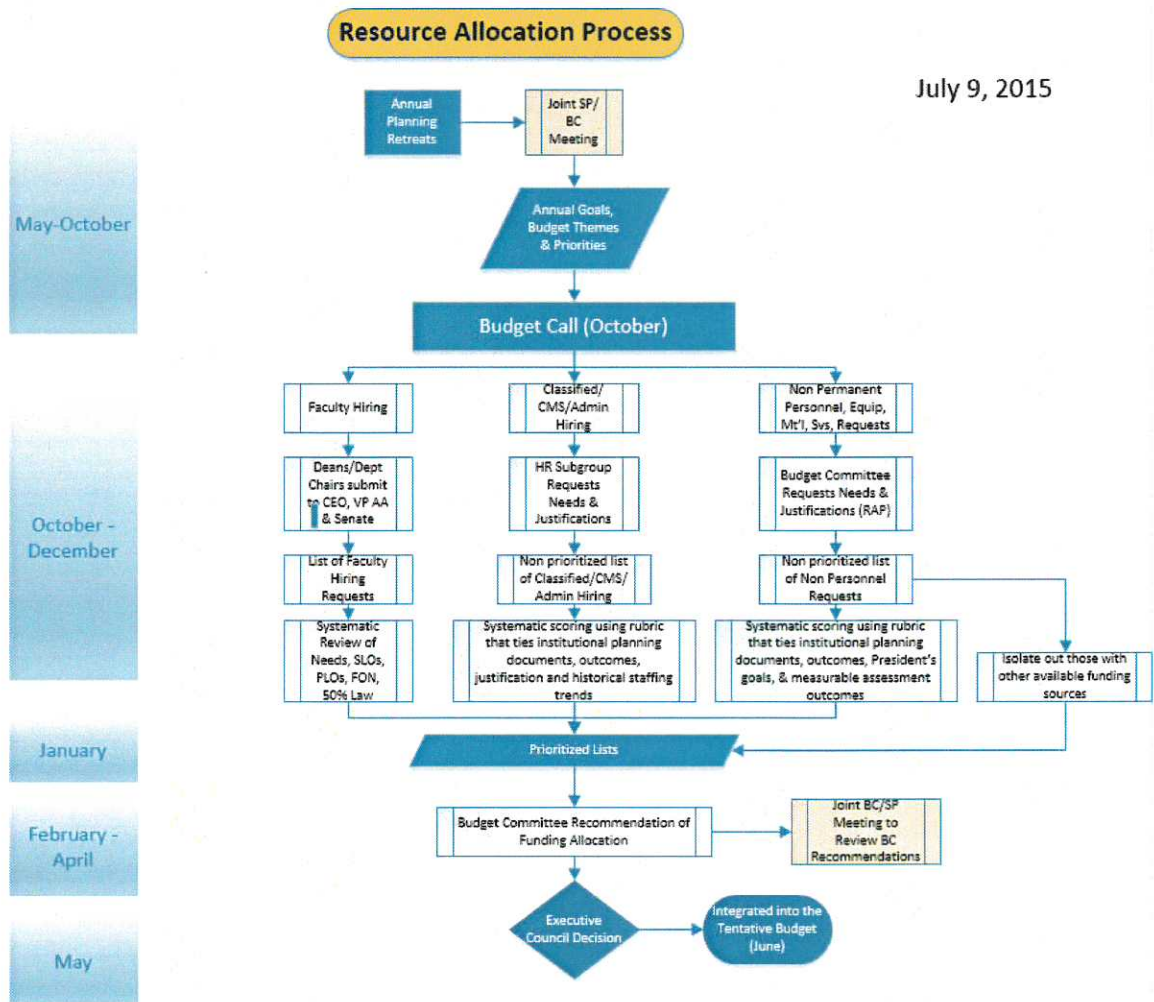 Resource Allocation Process
July 9, 2015
Annual
Planning
Retreats
Joint SP/
BC
Meeting
May-October
Annual Goals,
Budget Themes
& Priorities
Budget Call (October)
Faculty Hiring
Classified/
CMS/Admin
Hiring
Non Permanent
Personnel, Equip,
Mt'l, Svs, Requests
October -
December
Deans/Dept
Chairs submit
to CEO, VP AA
& Senate
HR Subgroup
Requests
Needs &
Justifications
Budget Committee
Requests Needs &
Justifications (RAP)
List of Faculty
Hiring
Requests
Non prioritized list
of Classified/CMS/
Admin Hiring
Non prioritized list
of Non Personnel
Requests
Systematic
Review of
Needs, SLOs,
PLOs, FON,
50% Law
Systematic scoring using rubric
that ties institutional planning
documents, outcomes,
justification and historical staffing
trends
Systematic scoring using rubric
that ties institutional planning
documents, outcomes, President's
goals, & measurable assessment
outcomes
Isolate out those with
other available funding
sources
January
Prioritized Lists
February -
April
Budget Committee Recommendation of
Funding Allocation
Joint BC/SP
Meeting to
Review BC
Recommendations
May
Executive
Council Decision
Integrated into the
Tentative Budget
(June)